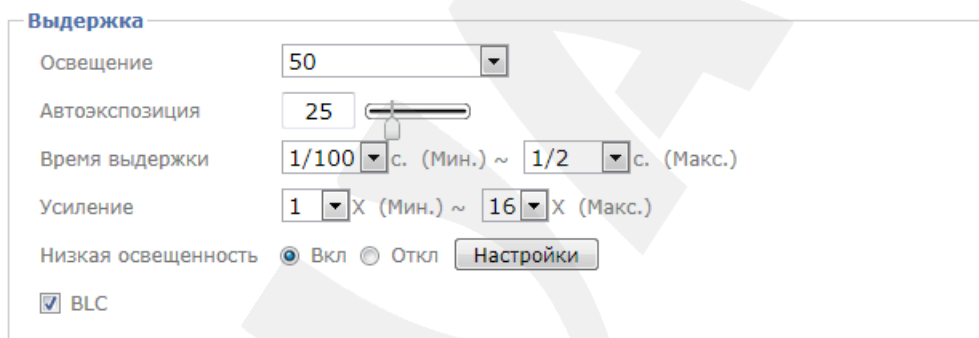 Выдержка
Освещение 50
Автоэкспозиция 25
Время выдержки 1/100 с. (Мин.) ~ 1/2 с. (Макс.)
Усиление 1 X (Мин.) ~ 16 X (Макс.)
Низкая освещенность Вкл Откл Настройки
BLC